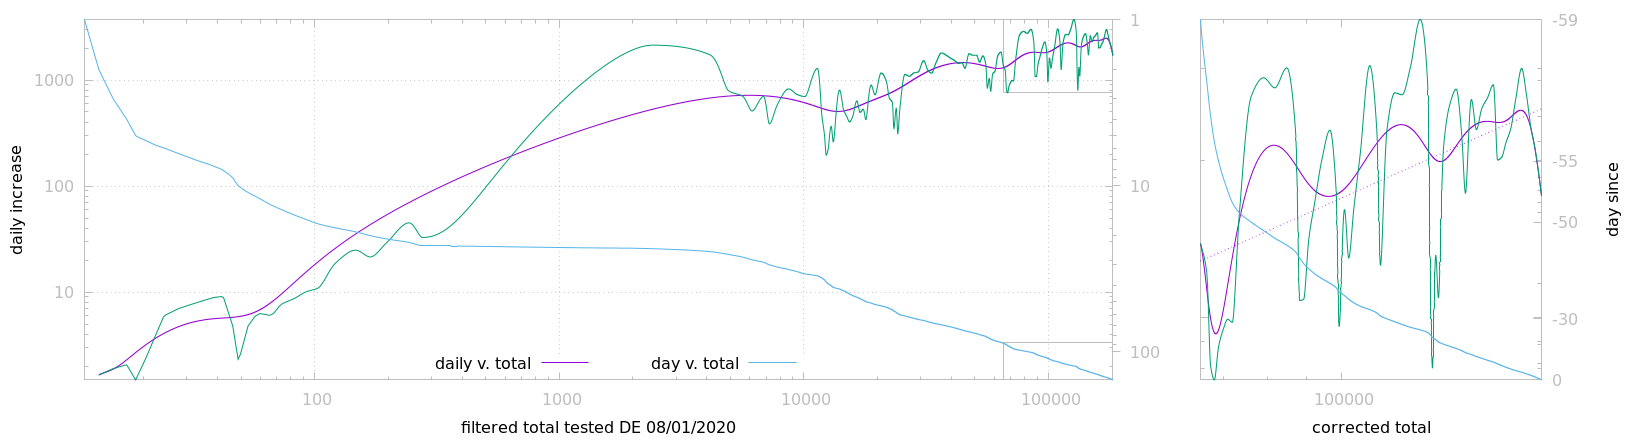 1 -59
1000
daily increase
100 10 -55
-50
day since
10 -30
daily v. total day v. total 100
0
100 1000 10000 100000 100000
filtered total tested DE 08/01/2020 corrected total